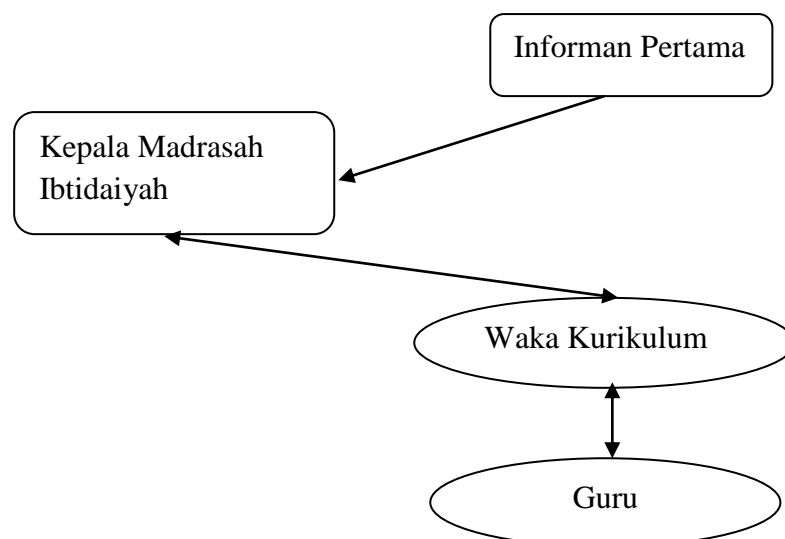 Informan Pertama
Kepala Madrasah
Ibtidaiyah
Waka Kurikulum
Guru